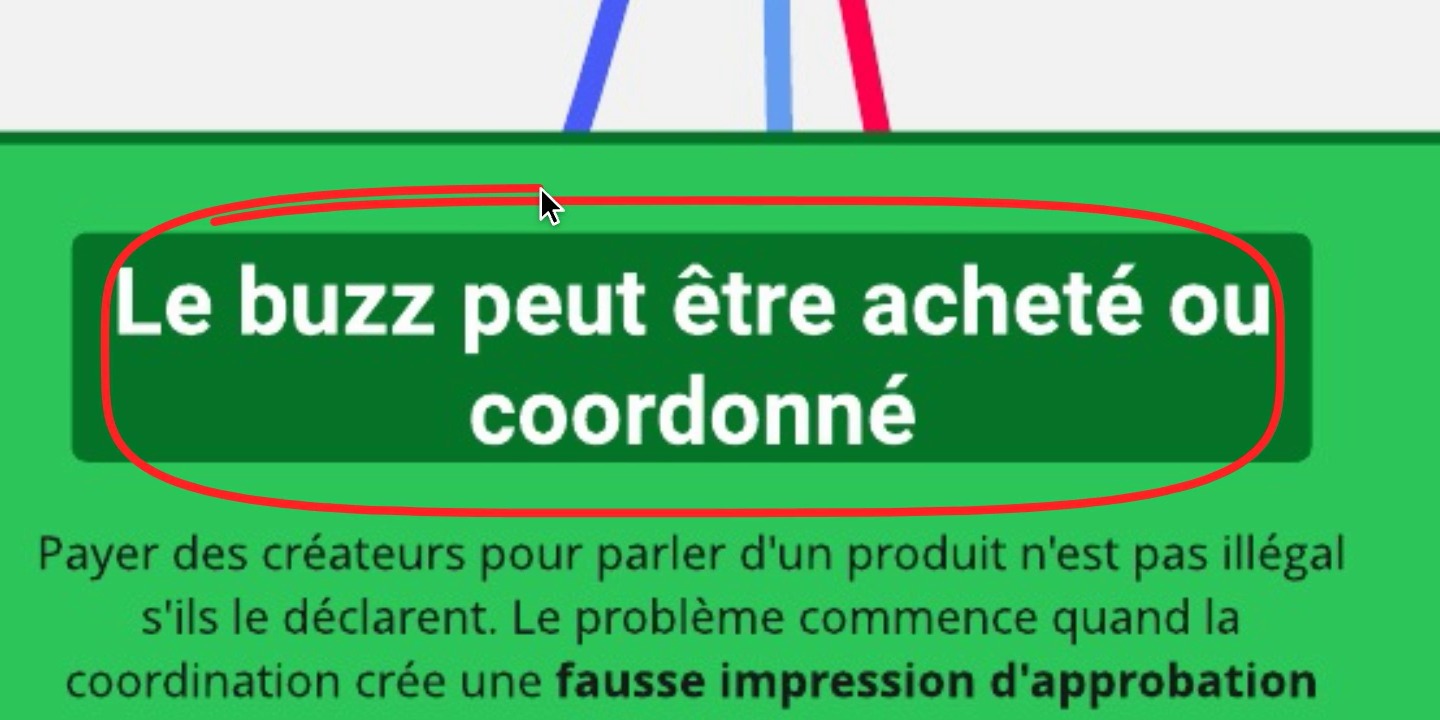 Le buzz peut être acheté ou
coordonné
Payer des créateurs pour parler d'un produit n'est pas illégal
s'ils le déclarent. Le problème commence quand la
coordination crée une fausse impression d'approbation